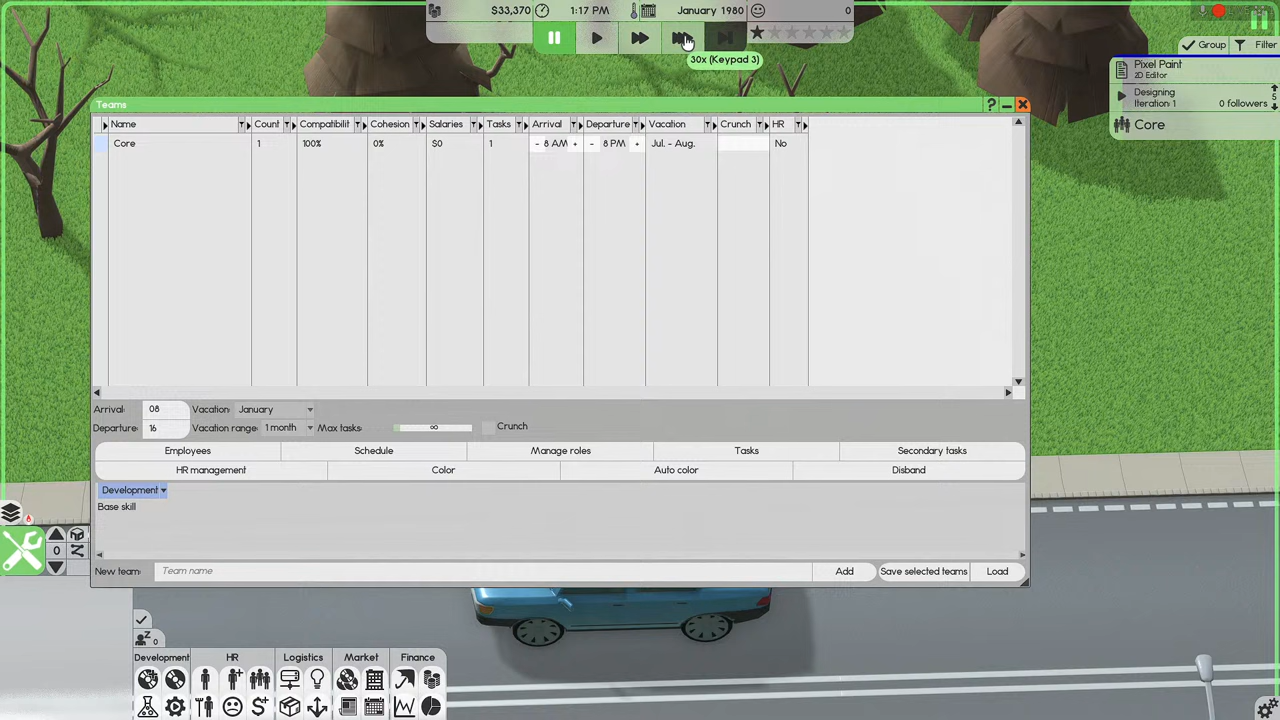 $33,370 1:17 PM January 1980 0
30x (Keypad 3)
Group Filter
Pixel Paint
2D Editor
Designing
Iteration: 1 0 followers
Core
Teams ?
Name Count Compatibilit Cohesion Salaries Tasks Arrival Departure Vacation Crunch HR
Core 1 100% 0% $0 1 - 8 AM + - 8 PM + Jul. - Aug. No
Arrival: 08 Vacation: January
Departure: 16 Vacation range: 1 month Max tasks: ∞ Crunch
Employees Schedule Manage roles Tasks Secondary tasks
HR management Color Auto color Disband
Development
Base skill
New team: Team name Add Save selected teams Load
0
0
Development HR Logistics Market Finance